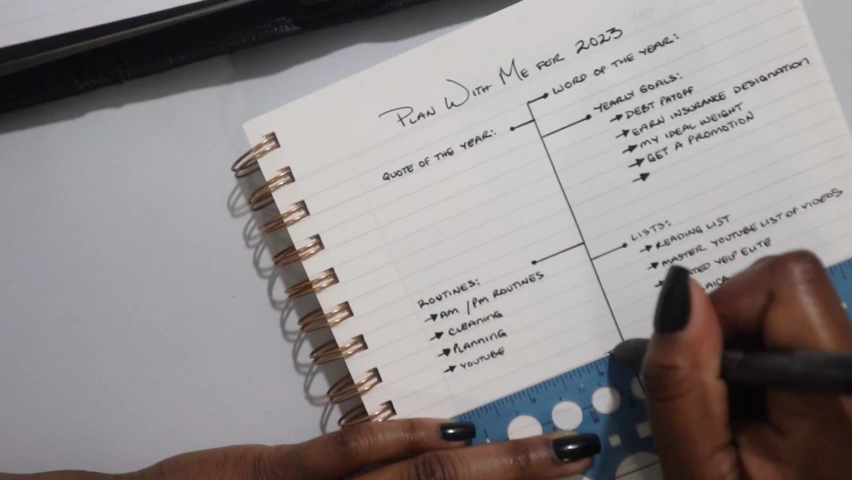 PLAN WITH ME FOR 2023
WORD OF THE YEAR:
QUOTE OF THE YEAR:
YEARLY GOALS:
→ DEBT PAYOFF
→ EARN INSURANCE DESIGNATION
→ MY IDEAL WEIGHT
→ GET A PROMOTION
→
LISTS:
→ READING LIST
→ MASTER YOUTUBE LIST OF VIDEOS
YELP ELITE
ROUTINES:
→ AM / PM ROUTINES
→ CLEANING
→ PLANNING
→ YOUTUBE